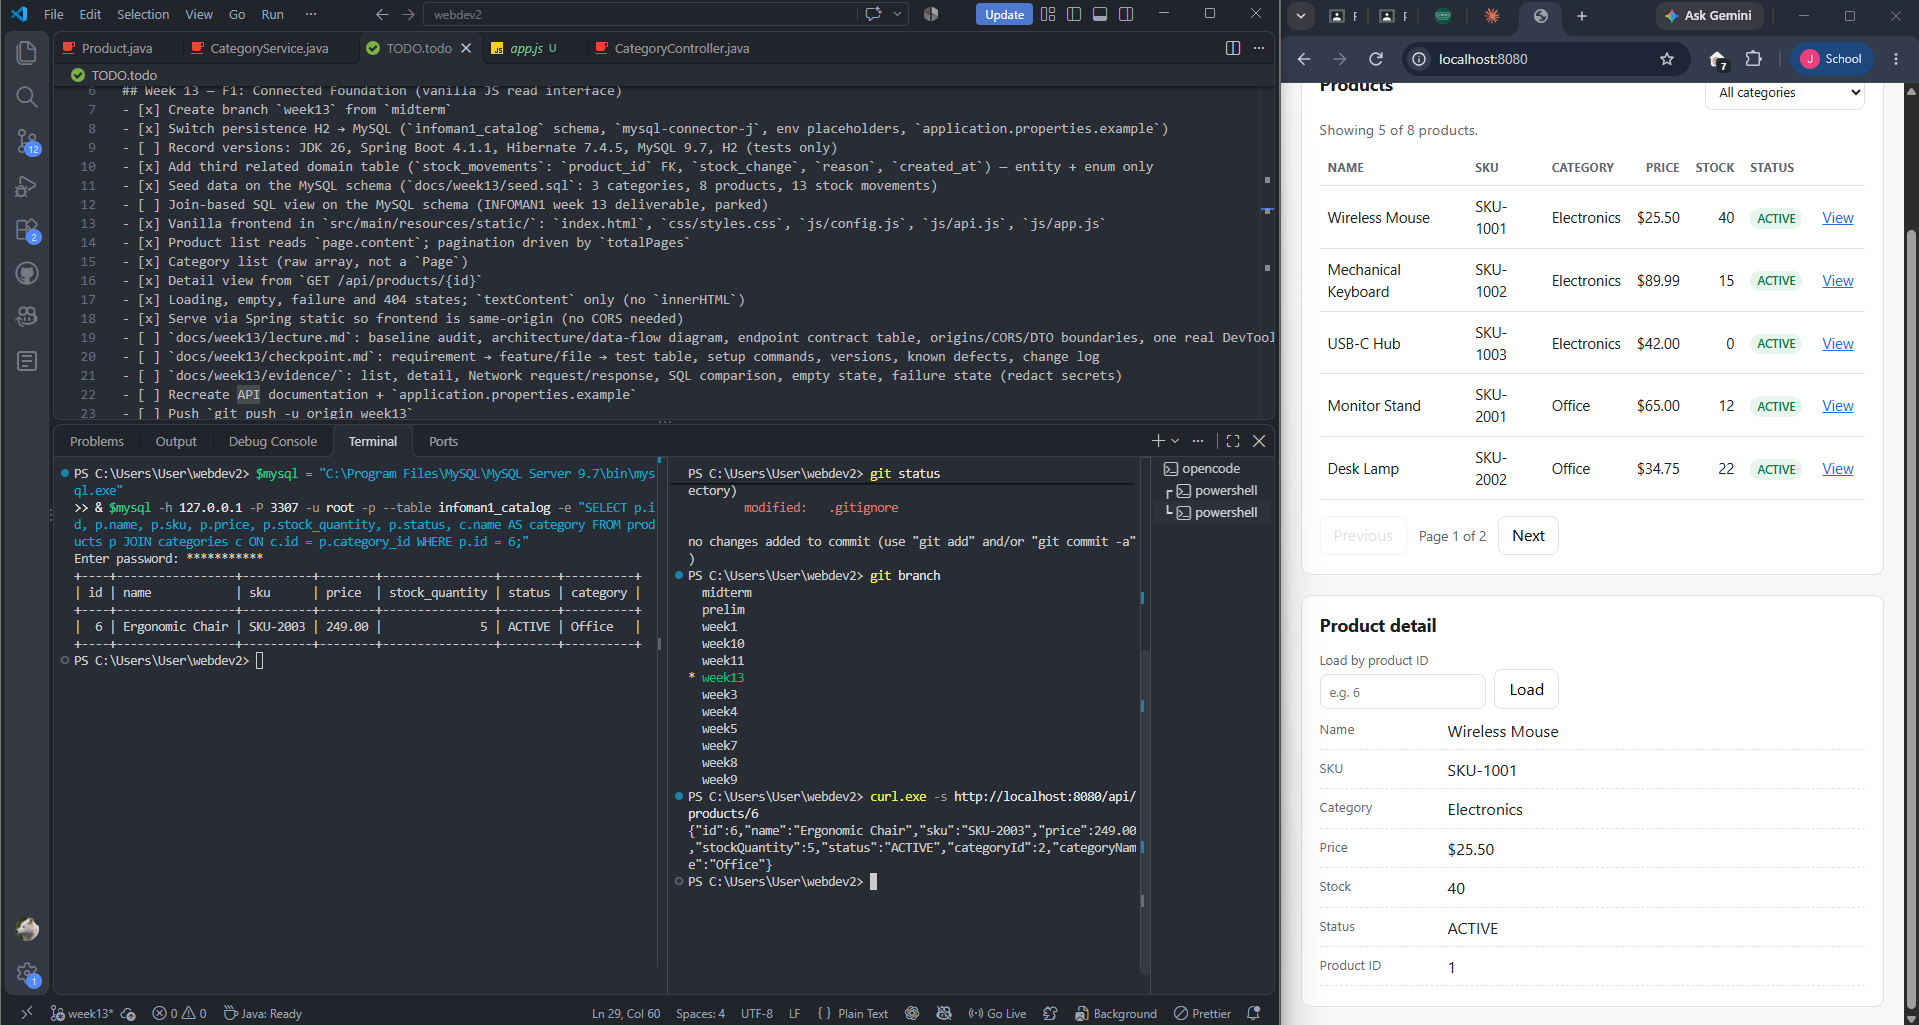 File Edit Selection View Go Run ··· webdev2 Update
Product.java CategoryService.java TODO.todo app.js U CategoryController.java
TODO.todo
6 ## Week 13 — F1: Connected Foundation (vanilla JS read interface)
7 - [x] Create branch `week13` from `midterm`
8 - [x] Switch persistence H2 → MySQL (`infoman1_catalog` schema, `mysql-connector-j`, env placeholders, `application.properties.example`)
9 - [ ] Record versions: JDK 26, Spring Boot 4.1.1, Hibernate 7.4.5, MySQL 9.7, H2 (tests only)
10 - [x] Add third related domain table (`stock_movements`: `product_id` FK, `stock_change`, `reason`, `created_at`) — entity + enum only
11 - [x] Seed data on the MySQL schema (`docs/week13/seed.sql`: 3 categories, 8 products, 13 stock movements)
12 - [ ] Join-based SQL view on the MySQL schema (INFOMAN1 week 13 deliverable, parked)
13 - [x] Vanilla frontend in `src/main/resources/static/`: `index.html`, `css/styles.css`, `js/config.js`, `js/api.js`, `js/app.js`
14 - [x] Product list reads `page.content`; pagination driven by `totalPages`
15 - [x] Category list (raw array, not a `Page`)
16 - [x] Detail view from `GET /api/products/{id}`
17 - [x] Loading, empty, failure and 404 states; `textContent` only (no `innerHTML`)
18 - [x] Serve via Spring static so frontend is same-origin (no CORS needed)
19 - [ ] `docs/week13/lecture.md`: baseline audit, architecture/data-flow diagram, endpoint contract table, origins/CORS/DTO boundaries, one real DevTool
20 - [ ] `docs/week13/checkpoint.md`: requirement → feature/file → test table, setup commands, versions, known defects, change log
21 - [ ] `docs/week13/evidence/`: list, detail, Network request/response, SQL comparison, empty state, failure state (redact secrets)
22 - [ ] Recreate API documentation + `application.properties.example`
23 - [ ] Push `git push -u origin week13`
12
2
1
Problems Output Debug Console Terminal Ports
PS C:\Users\User\webdev2> $mysql = "C:\Program Files\MySQL\MySQL Server 9.7\bin\mys
ql.exe"
>> & $mysql -h 127.0.0.1 -P 3307 -u root -p --table infoman1_catalog -e "SELECT p.i
d, p.name, p.sku, p.price, p.stock_quantity, p.status, c.name AS category FROM prod
ucts p JOIN categories c ON c.id = p.category_id WHERE p.id = 6;"
Enter password: ***********
+----+----------------+----------+--------+----------------+--------+----------+
| id | name | sku | price | stock_quantity | status | category |
+----+----------------+----------+--------+----------------+--------+----------+
| 6 | Ergonomic Chair | SKU-2003 | 249.00 | 5 | ACTIVE | Office |
+----+----------------+----------+--------+----------------+--------+----------+
PS C:\Users\User\webdev2>
PS C:\Users\User\webdev2> git status
ectory)
modified: .gitignore
no changes added to commit (use "git add" and/or "git commit -a"
)
PS C:\Users\User\webdev2> git branch
midterm
prelim
week1
week10
week11
* week13
week3
week4
week5
week7
week8
week9
PS C:\Users\User\webdev2> curl.exe -s http://localhost:8080/api/
products/6
{"id":6,"name":"Ergonomic Chair","sku":"SKU-2003","price":249.00
,"stockQuantity":5,"status":"ACTIVE","categoryId":2,"categoryNam
e":"Office"}
PS C:\Users\User\webdev2>
opencode
powershell
powershell
week13* 0 0 Java: Ready Ln 29, Col 60 Spaces: 4 UTF-8 LF {} Plain Text Go Live Background Prettier
Ask Gemini
localhost:8080 7 J School
Products All categories
Showing 5 of 8 products.
NAME SKU CATEGORY PRICE STOCK STATUS
Wireless Mouse SKU-1001 Electronics $25.50 40 ACTIVE View
Mechanical Keyboard SKU-1002 Electronics $89.99 15 ACTIVE View
USB-C Hub SKU-1003 Electronics $42.00 0 ACTIVE View
Monitor Stand SKU-2001 Office $65.00 12 ACTIVE View
Desk Lamp SKU-2002 Office $34.75 22 ACTIVE View
Previous Page 1 of 2 Next
Product detail
Load by product ID
e.g. 6 Load
Name Wireless Mouse
SKU SKU-1001
Category Electronics
Price $25.50
Stock 40
Status ACTIVE
Product ID 1